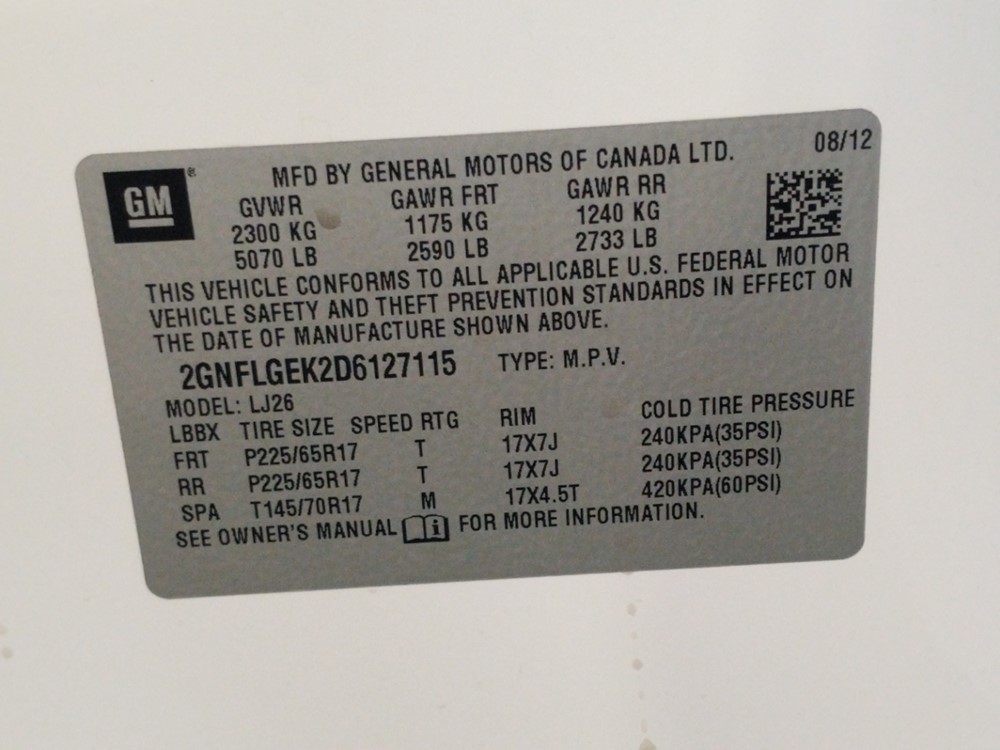 08/12
GM®
MFD BY GENERAL MOTORS OF CANADA LTD.
GVWR GAWR FRT GAWR RR
2300 KG 1175 KG 1240 KG
5070 LB 2590 LB 2733 LB
THIS VEHICLE CONFORMS TO ALL APPLICABLE U.S. FEDERAL MOTOR
VEHICLE SAFETY AND THEFT PREVENTION STANDARDS IN EFFECT ON
THE DATE OF MANUFACTURE SHOWN ABOVE.
2GNFLGEK2D6127115 TYPE: M.P.V.
MODEL: LJ26
LBBX TIRE SIZE SPEED RTG RIM COLD TIRE PRESSURE
FRT P225/65R17 T 17X7J 240KPA(35PSI)
RR P225/65R17 T 17X7J 240KPA(35PSI)
SPA T145/70R17 M 17X4.5T 420KPA(60PSI)
SEE OWNER'S MANUAL i FOR MORE INFORMATION.